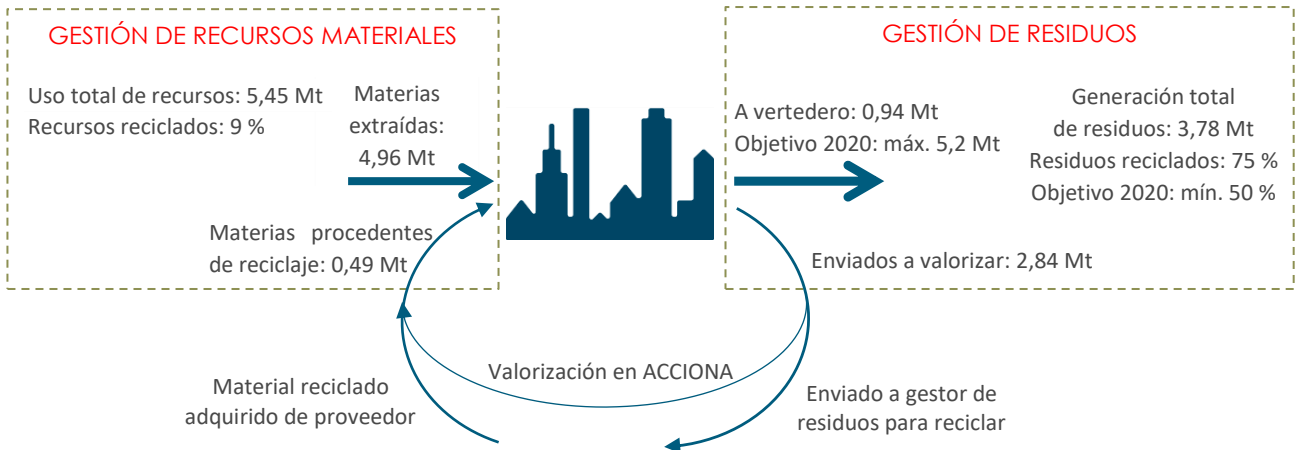 GESTIÓN DE RECURSOS MATERIALES
Uso total de recursos: 5,45 Mt
Recursos reciclados: 9 %
Materias
extraídas:
4,96 Mt
Materias procedentes
de reciclaje: 0,49 Mt
GESTIÓN DE RESIDUOS
A vertedero: 0,94 Mt
Objetivo 2020: máx. 5,2 Mt
Generación total
de residuos: 3,78 Mt
Residuos reciclados: 75 %
Objetivo 2020: mín. 50 %
Enviados a valorizar: 2,84 Mt
Valorización en ACCIONA
Material reciclado
adquirido de proveedor
Enviado a gestor de
residuos para reciclar